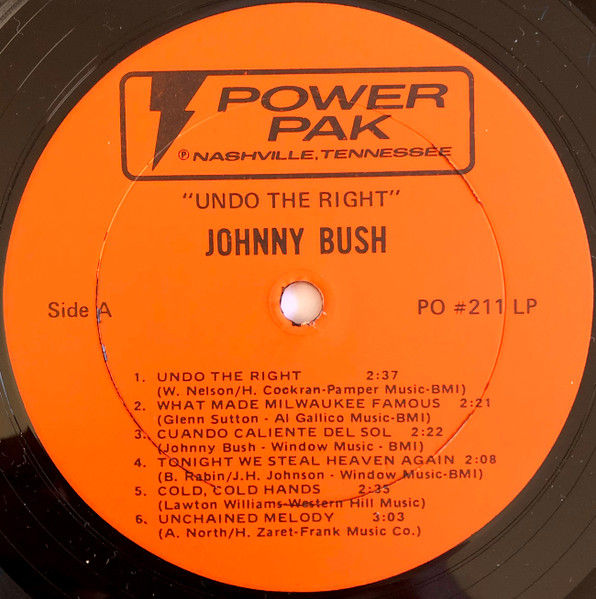 POWER
PAK
℗ NASHVILLE, TENNESSEE
"UNDO THE RIGHT"
JOHNNY BUSH
Side A
PO #211 LP
1. UNDO THE RIGHT 2:37
(W. Nelson/H. Cockran-Pamper Music-BMI)
2. WHAT MADE MILWAUKEE FAMOUS 2:21
(Glenn Sutton - Al Gallico Music-BMI)
3. CUANDO CALIENTE DEL SOL 2:22
(Johnny Bush - Window Music - BMI)
4. TONIGHT WE STEAL HEAVEN AGAIN 2:08
(B. Rabin/J.H. Johnson - Window Music-BMI)
5. COLD, COLD HANDS 2:35
(Lawton Williams-Western Hill Music)
6. UNCHAINED MELODY 3:03
(A. North/H. Zaret-Frank Music Co.)